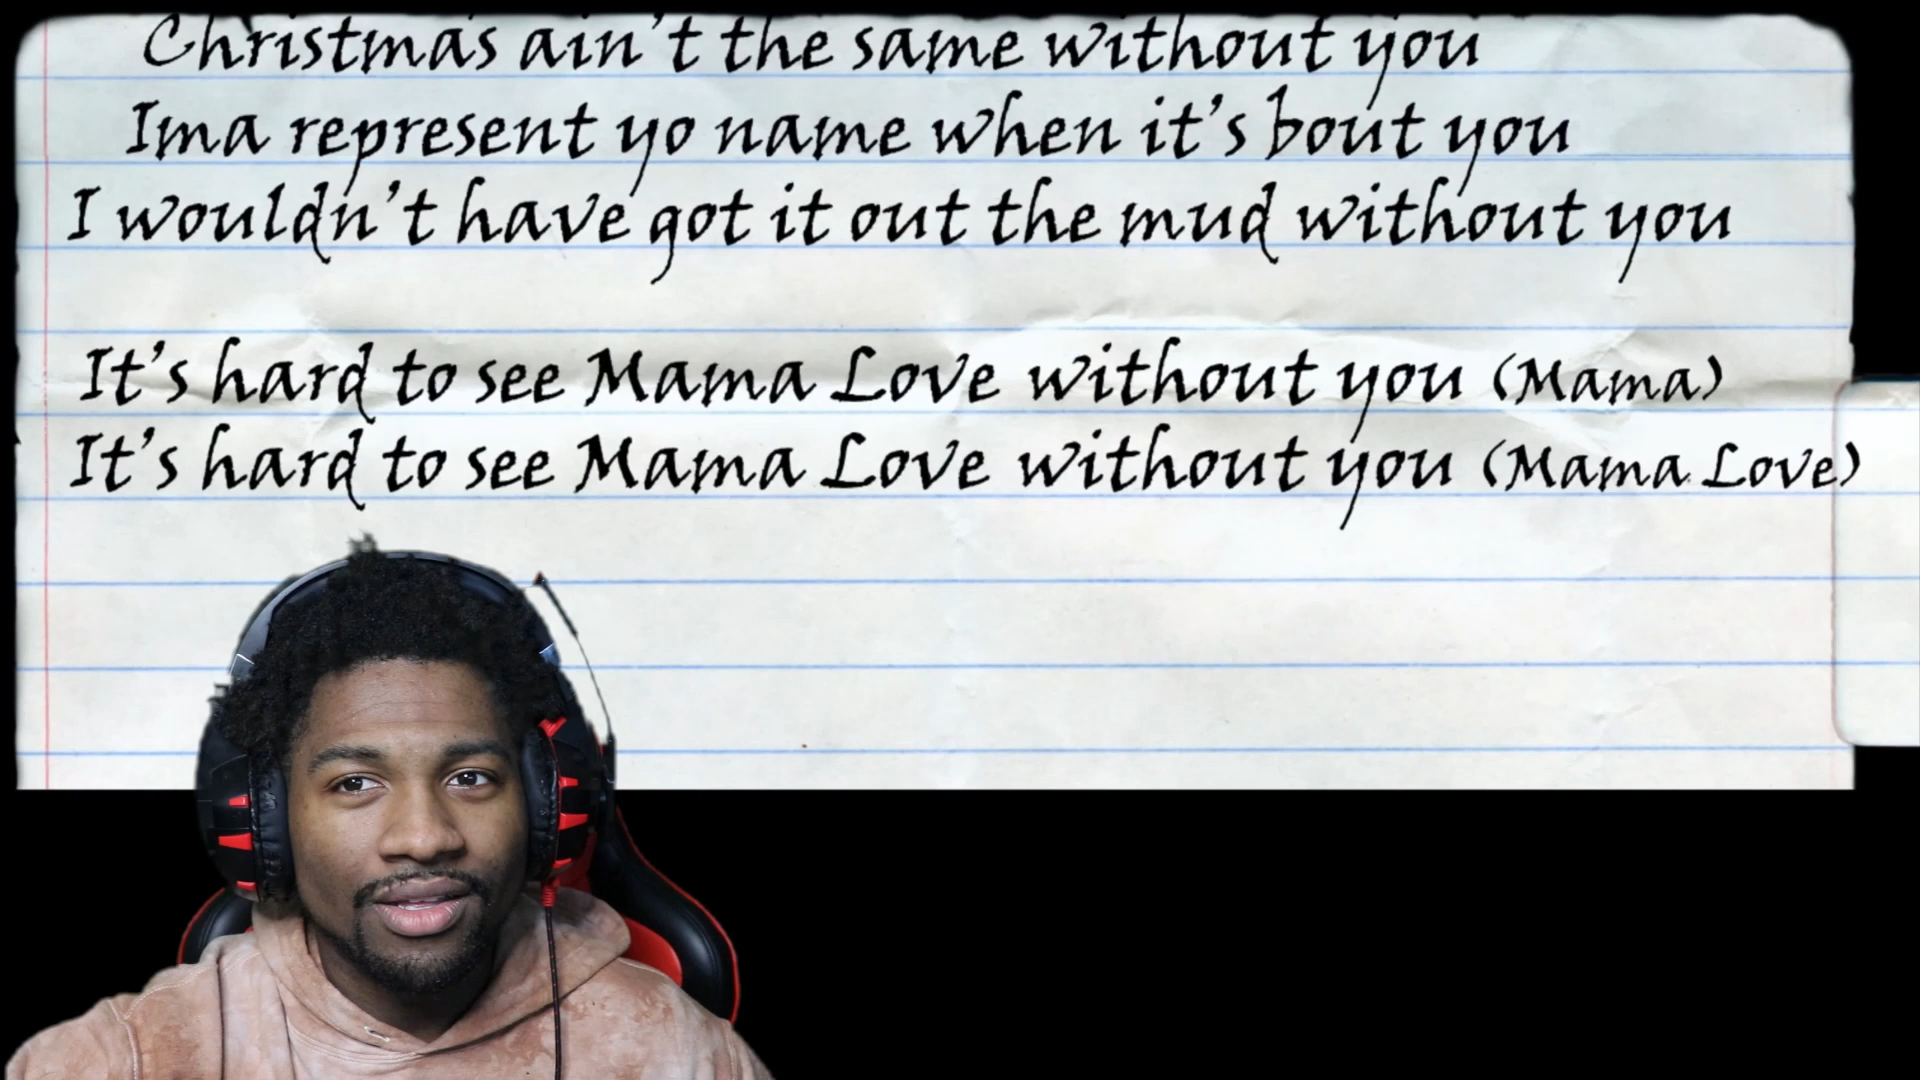 Christmas ain't the same without you
Ima represent yo name when it's bout you
I wouldn't have got it out the mud without you
It's hard to see Mama Love without you (Mama)
It's hard to see Mama Love without you (Mama Love)